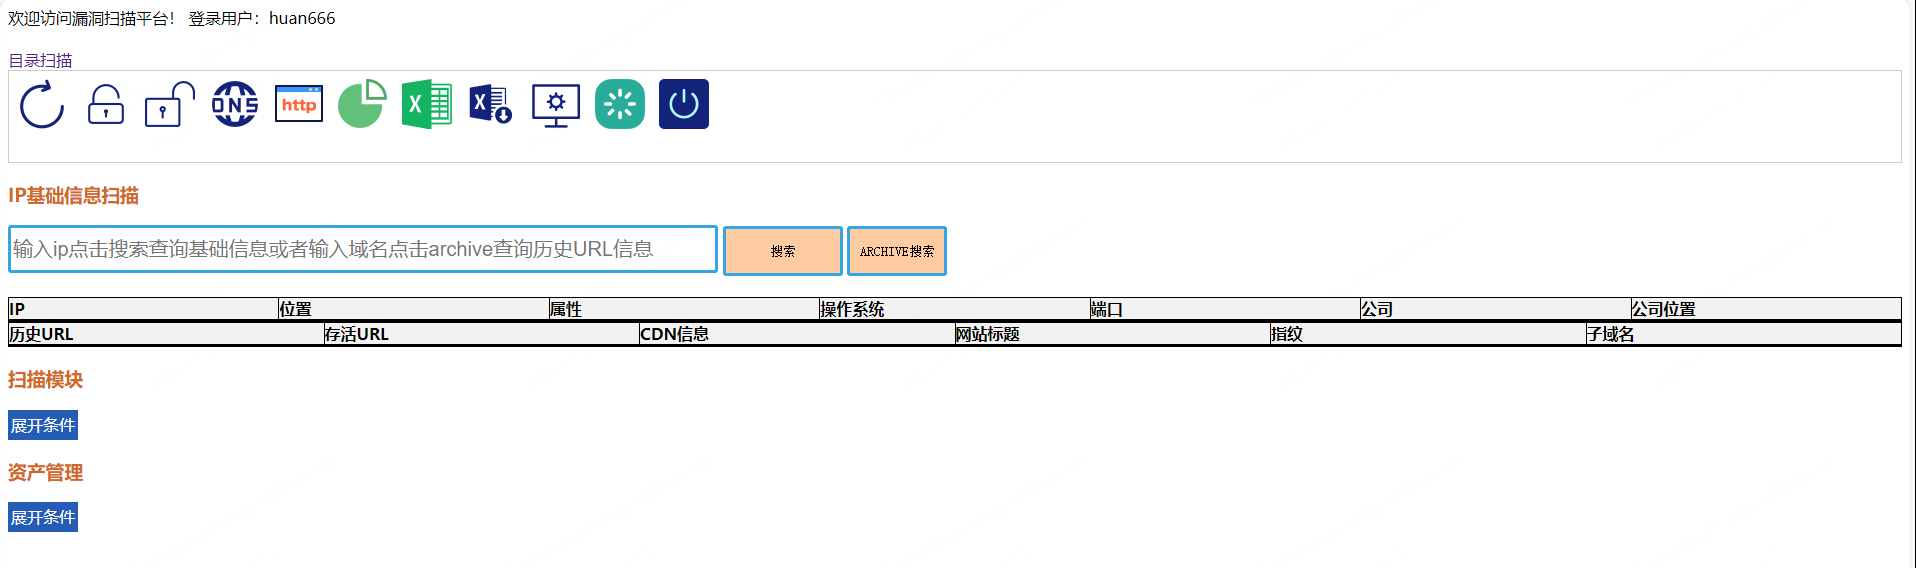 欢迎访问漏洞扫描平台！ 登录用户：huan666
目录扫描
DNS http X X
IP基础信息扫描
输入ip点击搜索查询基础信息或者输入域名点击archive查询历史URL信息 搜索 ARCHIVE搜索
IP 位置 属性 操作系统 端口 公司 公司位置
历史URL 存活URL CDN信息 网站标题 指纹 子域名
扫描模块
展开条件
资产管理
展开条件